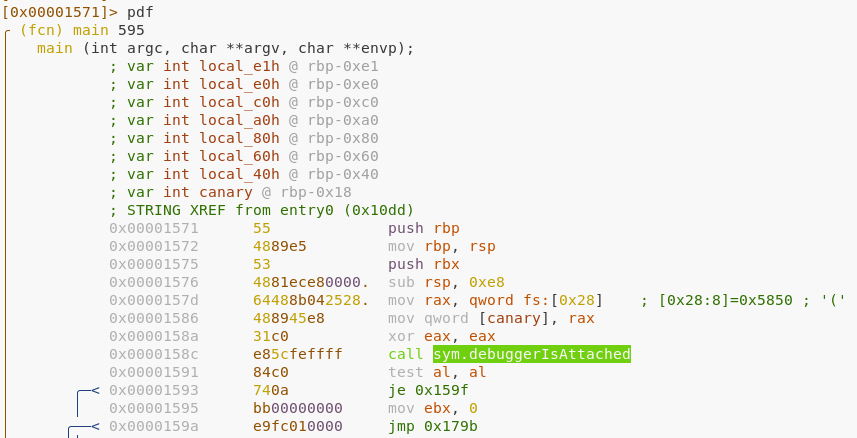 [0x00001571]> pdf
(fcn) main 595
main (int argc, char **argv, char **envp);
; var int local_e1h @ rbp-0xe1
; var int local_e0h @ rbp-0xe0
; var int local_c0h @ rbp-0xc0
; var int local_a0h @ rbp-0xa0
; var int local_80h @ rbp-0x80
; var int local_60h @ rbp-0x60
; var int local_40h @ rbp-0x40
; var int canary @ rbp-0x18
; STRING XREF from entry0 (0x10dd)
0x00001571 55 push rbp
0x00001572 4889e5 mov rbp, rsp
0x00001575 53 push rbx
0x00001576 4881ece80000. sub rsp, 0xe8
0x0000157d 64488b042528. mov rax, qword fs:[0x28] ; [0x28:8]=0x5850 ; '('
0x00001586 488945e8 mov qword [canary], rax
0x0000158a 31c0 xor eax, eax
0x0000158c e85cfeffff call sym.debuggerIsAttached
0x00001591 84c0 test al, al
< 0x00001593 740a je 0x159f
0x00001595 bb00000000 mov ebx, 0
< 0x0000159a e9fc010000 jmp 0x179b